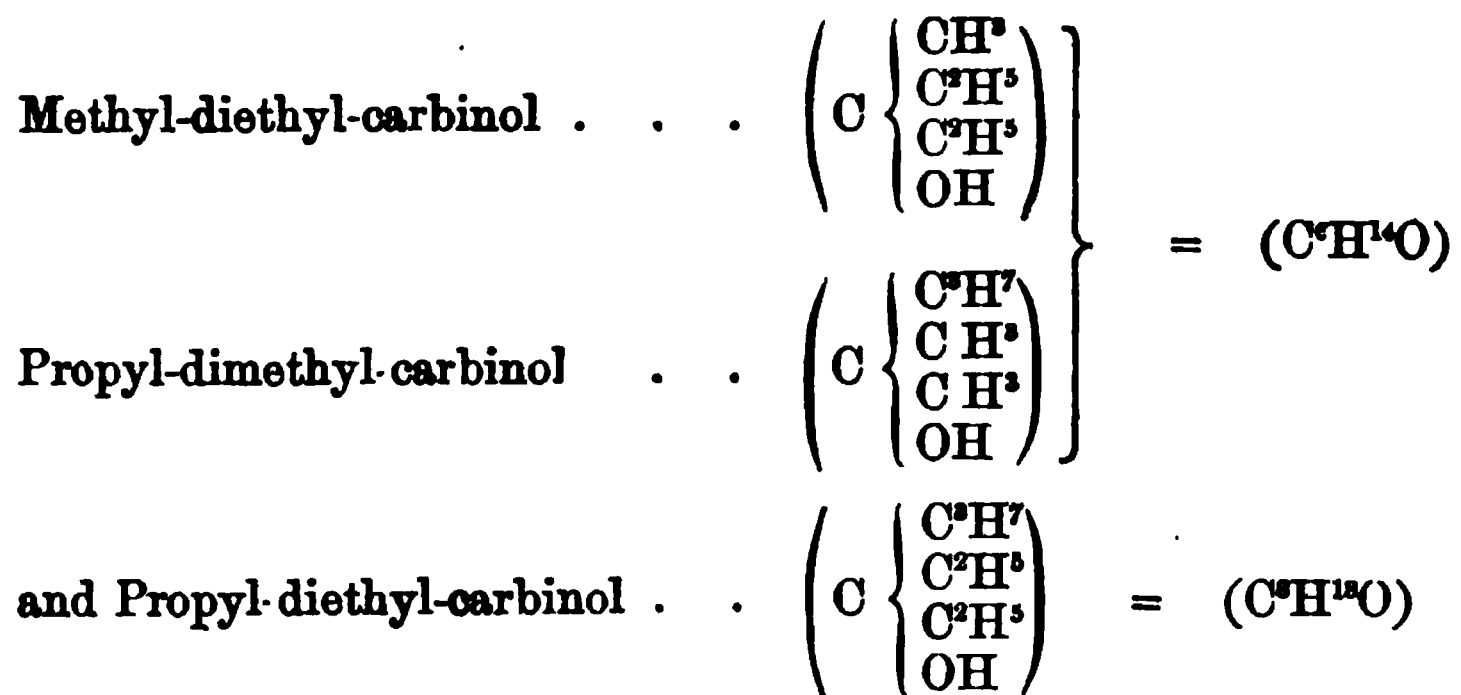 CH³
C²H⁵
Methyl-diethyl-carbinol . . . ( C { C²H⁵
OH
} = (C⁶H¹⁴O)
C³H⁷
C H³
Propyl-dimethyl-carbinol . . ( C { C H³
OH
C³H⁷
C²H⁵
and Propyl-diethyl-carbinol . . ( C { C²H⁵ ) = (C⁸H¹⁸O)
OH